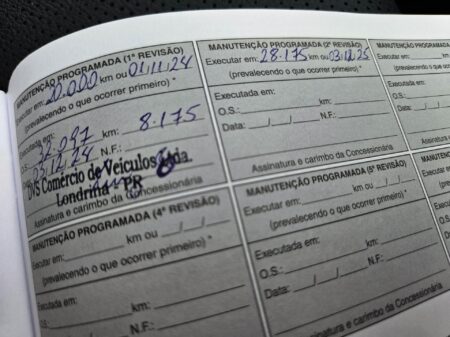 MANUTENÇÃO PROGRAMADA (1ª REVISÃO)
Executar em: 20.000 km ou 01/11/24
(prevalecendo o que ocorrer primeiro) *
Executada em: 8.175 km:
O.S.: 32.097 N.F.:
Data: 03/12/24
DVS Comércio de Veículos Ltda.
Londrina - PR
Assinatura e carimbo da Concessionária
MANUTENÇÃO PROGRAMADA (2ª REVISÃO)
Executar em: 28.175 km ou 03/12/25
(prevalecendo o que ocorrer primeiro) *
Executada em: km:
O.S.: N.F.:
Data: / /
Assinatura e carimbo da Concessionária
MANUTENÇÃO PROGRAMADA (4ª REVISÃO)
Executar em: km ou / /
(prevalecendo o que ocorrer primeiro) *
Executada em: km:
O.S.: N.F.:
MANUTENÇÃO PROGRAMADA (5ª REVISÃO)
Executar em: km ou / /
(prevalecendo o que ocorrer primeiro) *
Executada em: km:
O.S.: N.F.:
Data: / /
Assinatura e carimbo da Concessionária
MANUTENÇÃO
Executar em:
(preval
Executada
O.S.:
Data:
MANUTEN
Executar